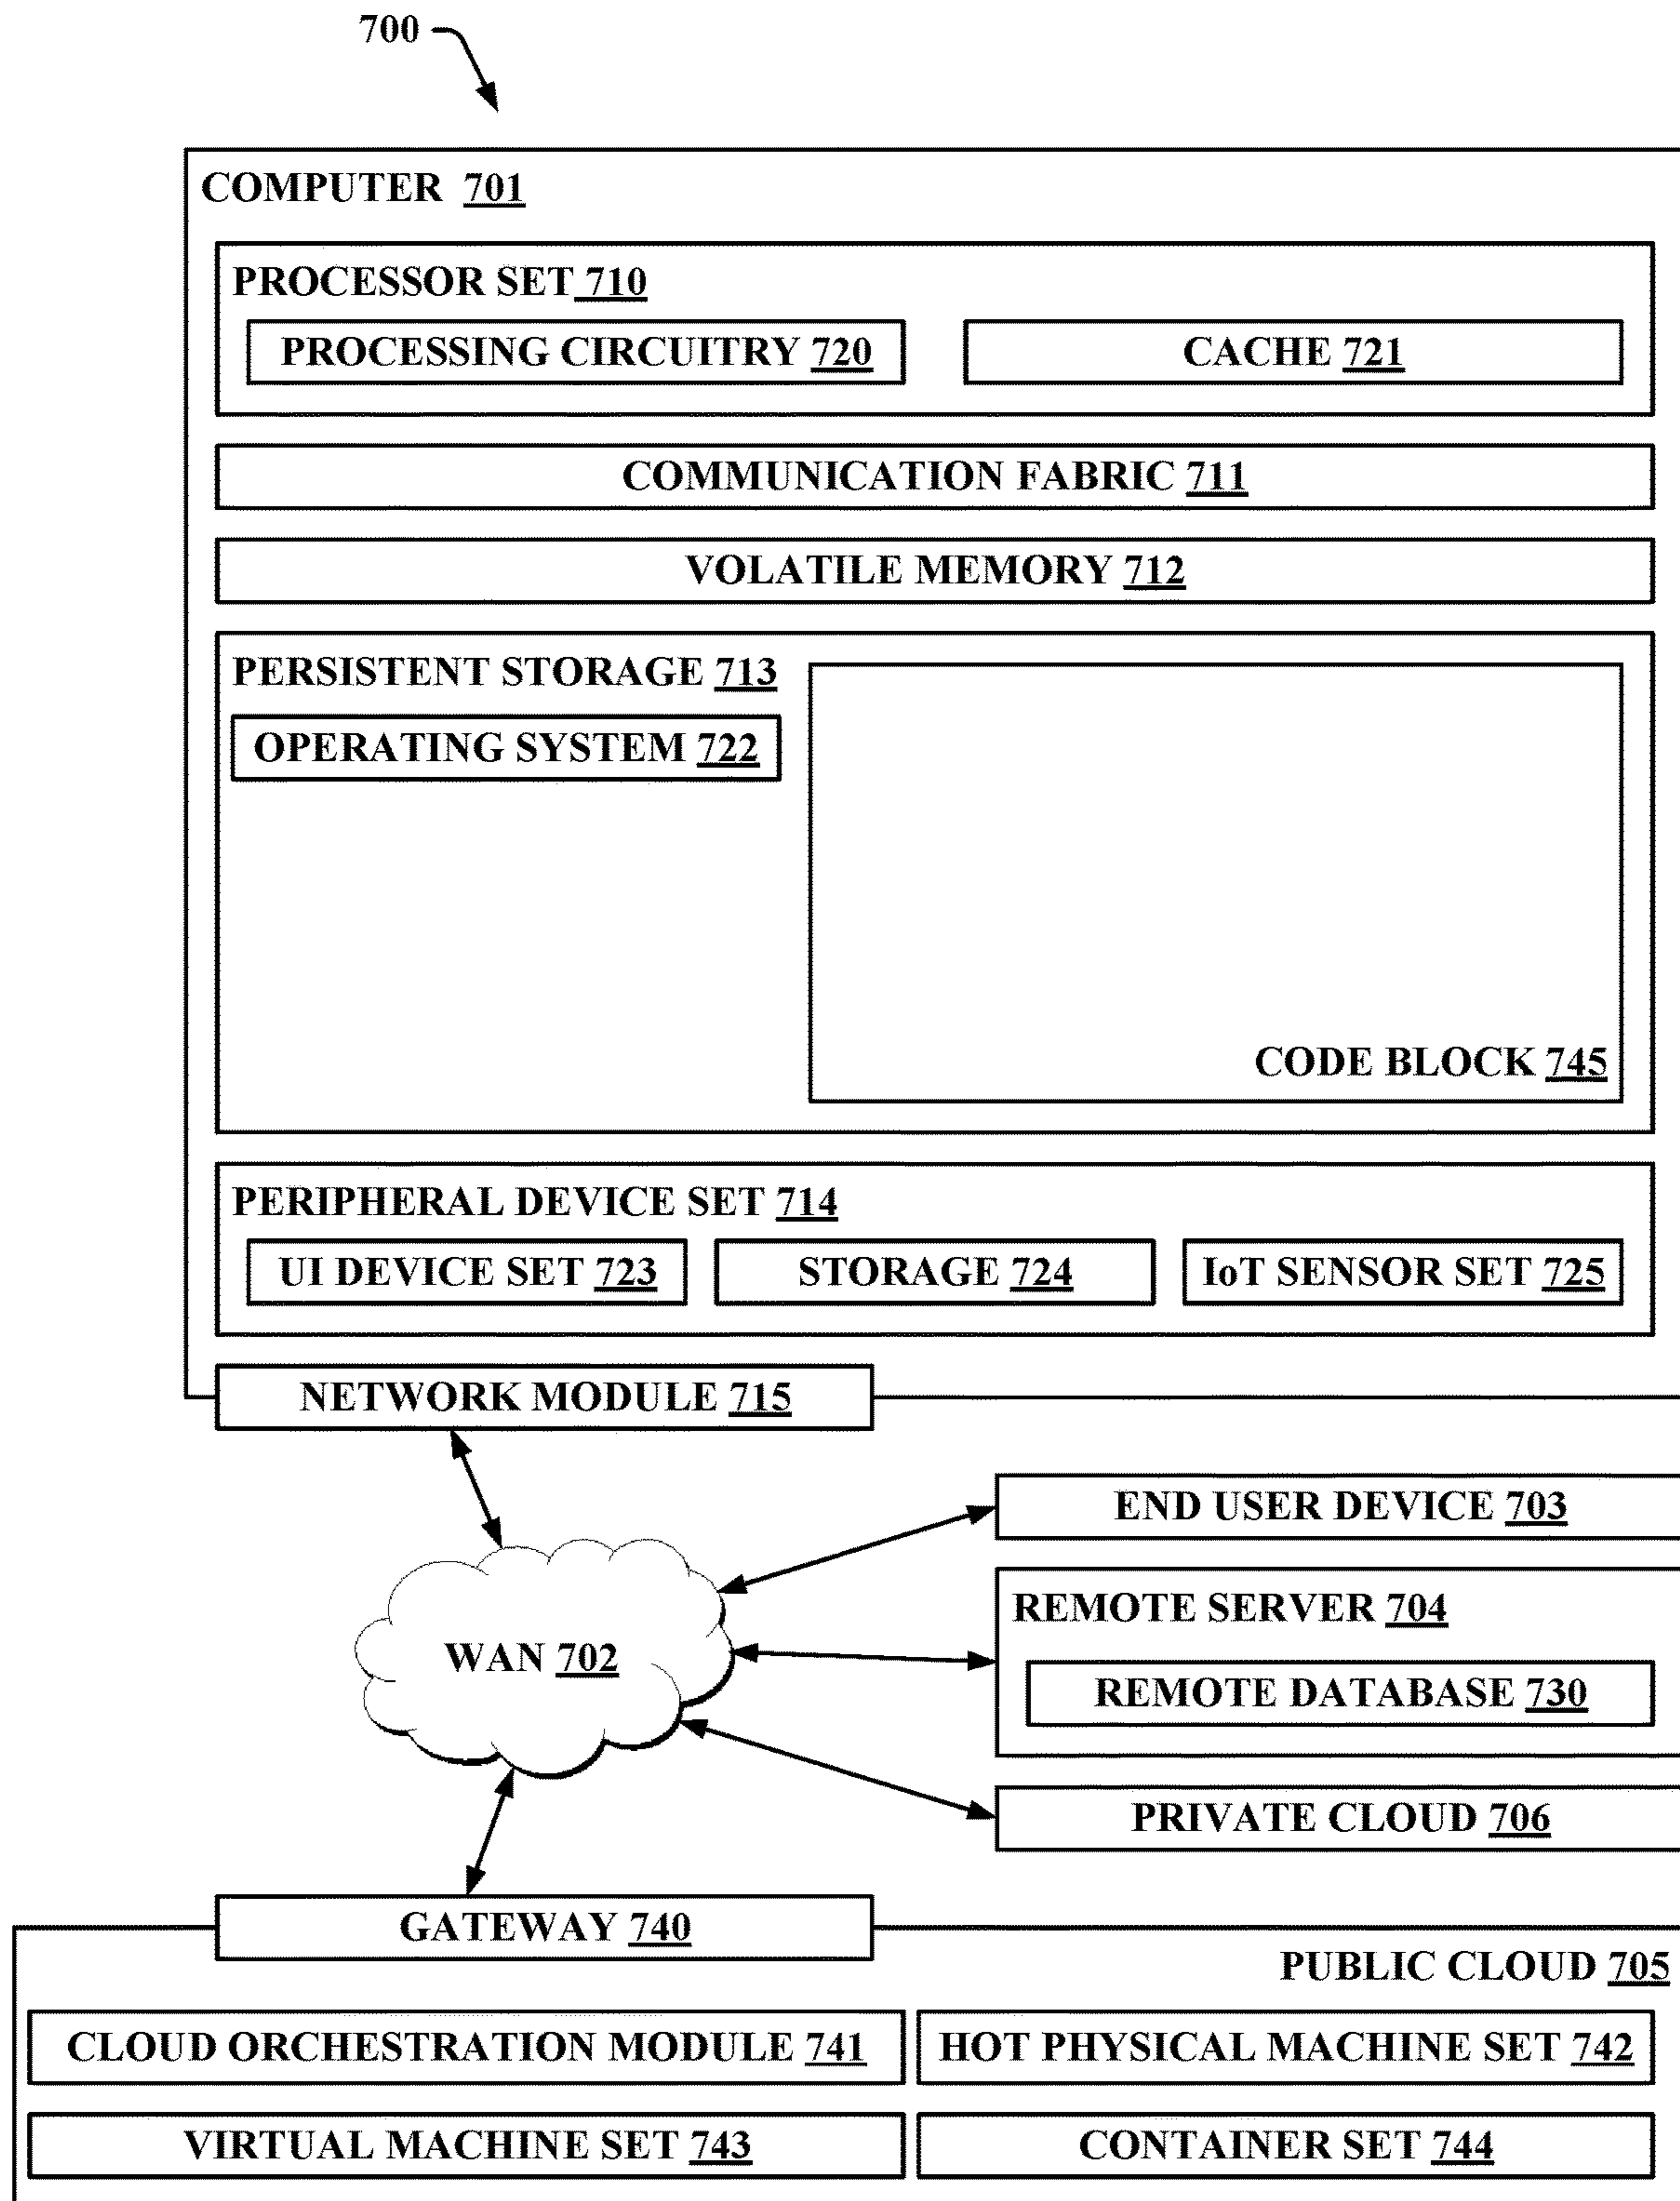 700
COMPUTER 701
PROCESSOR SET 710
PROCESSING CIRCUITRY 720
CACHE 721
COMMUNICATION FABRIC 711
VOLATILE MEMORY 712
PERSISTENT STORAGE 713
OPERATING SYSTEM 722
CODE BLOCK 745
PERIPHERAL DEVICE SET 714
UI DEVICE SET 723
STORAGE 724
IoT SENSOR SET 725
NETWORK MODULE 715
END USER DEVICE 703
REMOTE SERVER 704
WAN 702
REMOTE DATABASE 730
PRIVATE CLOUD 706
GATEWAY 740
PUBLIC CLOUD 705
CLOUD ORCHESTRATION MODULE 741
HOT PHYSICAL MACHINE SET 742
VIRTUAL MACHINE SET 743
CONTAINER SET 744